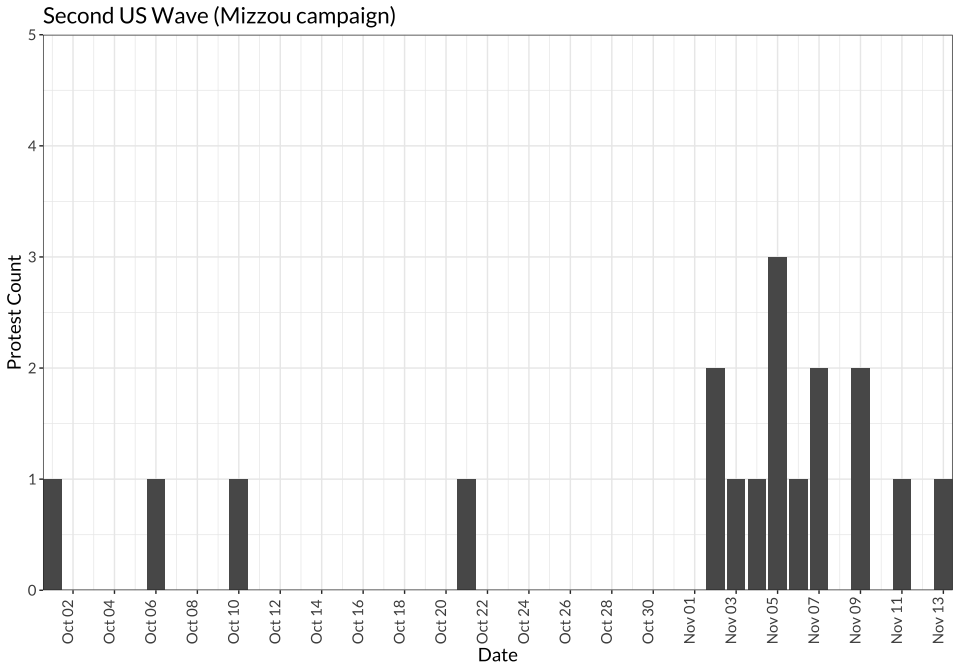 Second US Wave (Mizzou campaign)
5
4
3
2
1
0
Protest Count
Oct 02
Oct 04
Oct 06
Oct 08
Oct 10
Oct 12
Oct 14
Oct 16
Oct 18
Oct 20
Oct 22
Oct 24
Oct 26
Oct 28
Oct 30
Nov 01
Nov 03
Nov 05
Nov 07
Nov 09
Nov 11
Nov 13
Date